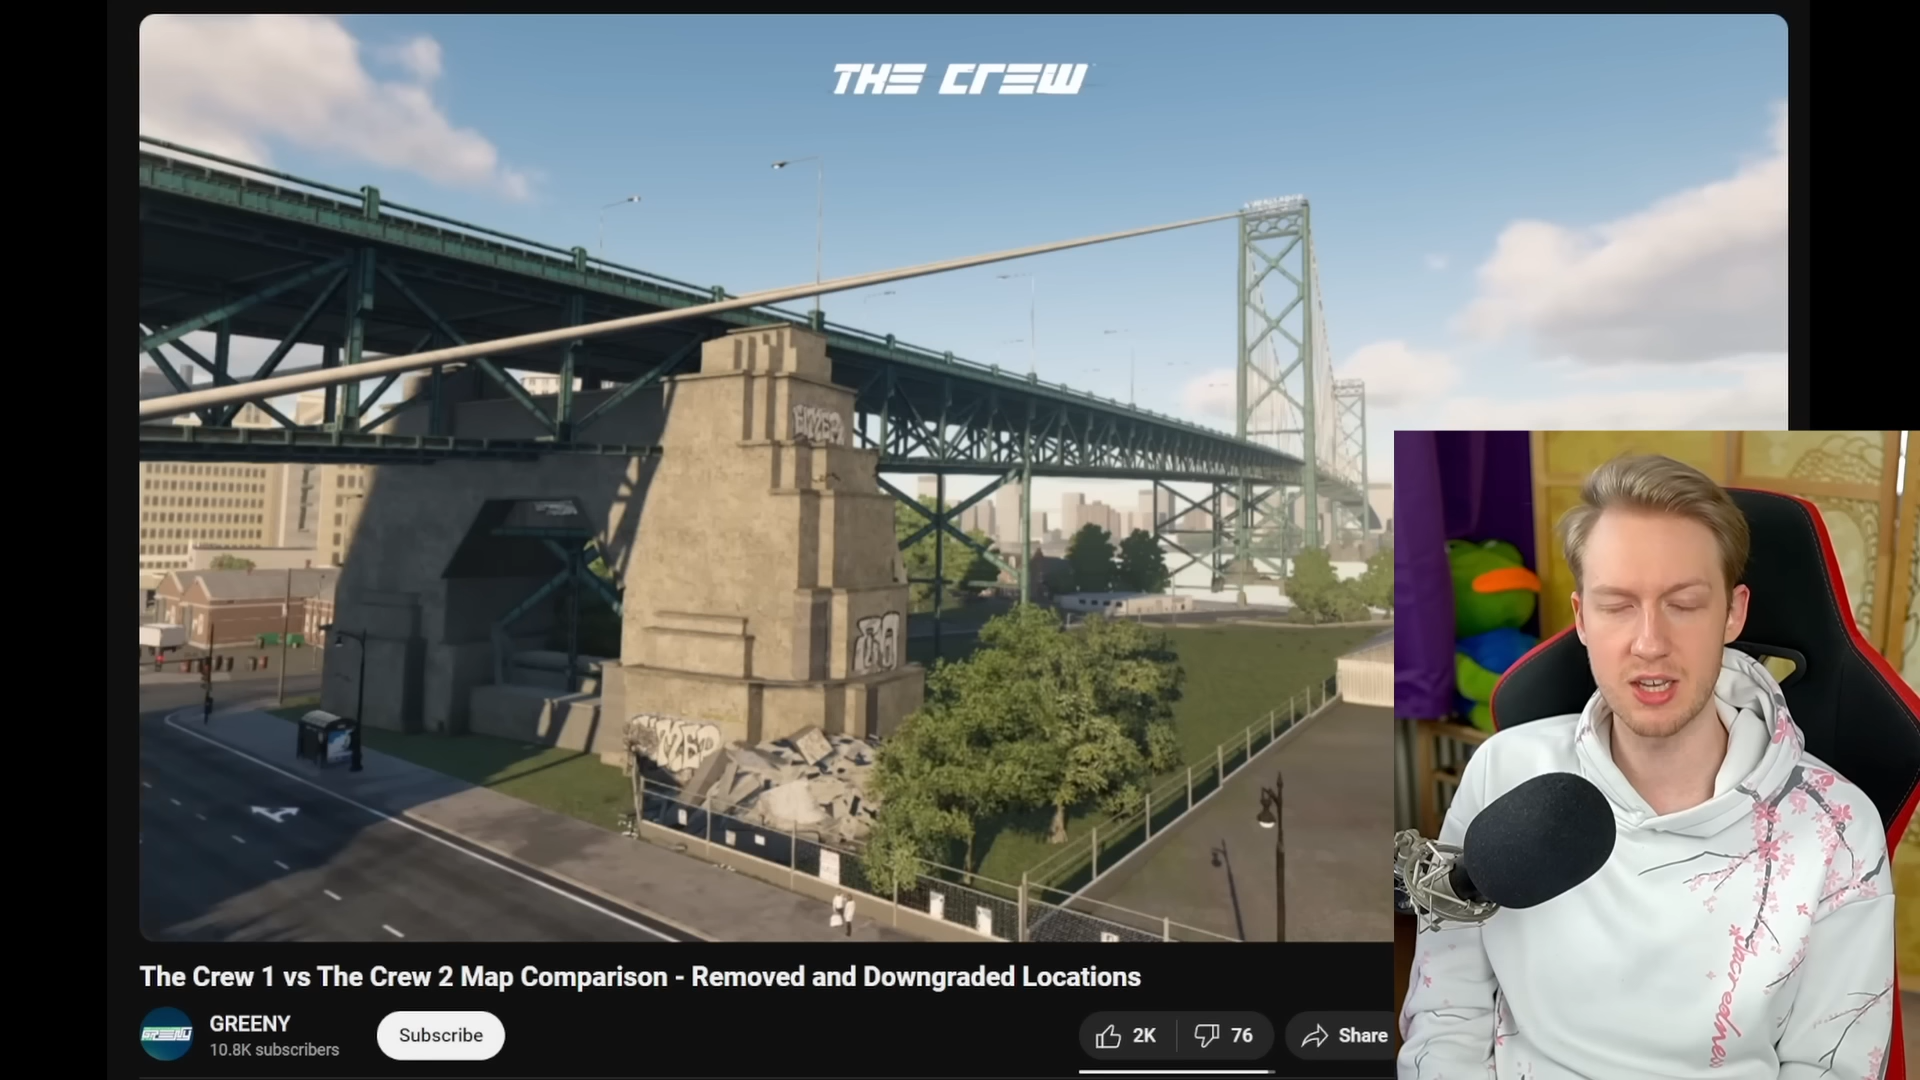 THE CREW
The Crew 1 vs The Crew 2 Map Comparison - Removed and Downgraded Locations
GREENY
GREENY
10.8K subscribers
Subscribe
2K
76
Share